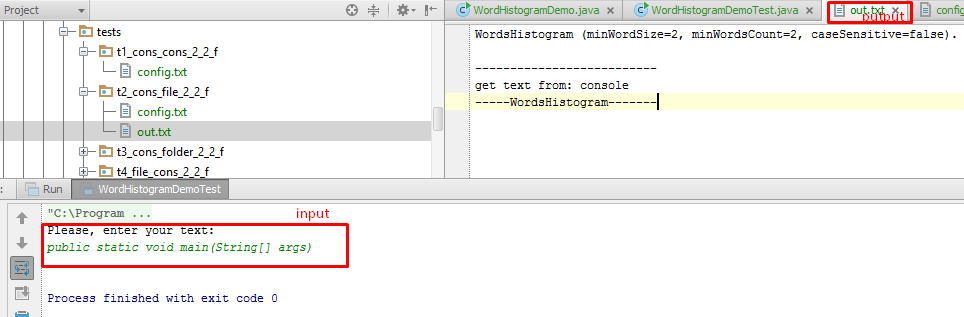 Project
WordHistogramDemo.java
WordHistogramDemoTest.java
out.txt
output
config
tests
t1_cons_cons_2_2_f
config.txt
t2_cons_file_2_2_f
config.txt
out.txt
t3_cons_folder_2_2_f
t4_file_cons_2_2_f
WordsHistogram (minWordSize=2, minWordsCount=2, caseSensitive=false).
--------------------------
get text from: console
-----WordsHistogram-------
: Run WordHistogramDemoTest
"C:\Program ...
input
Please, enter your text:
public static void main(String[] args)
Process finished with exit code 0